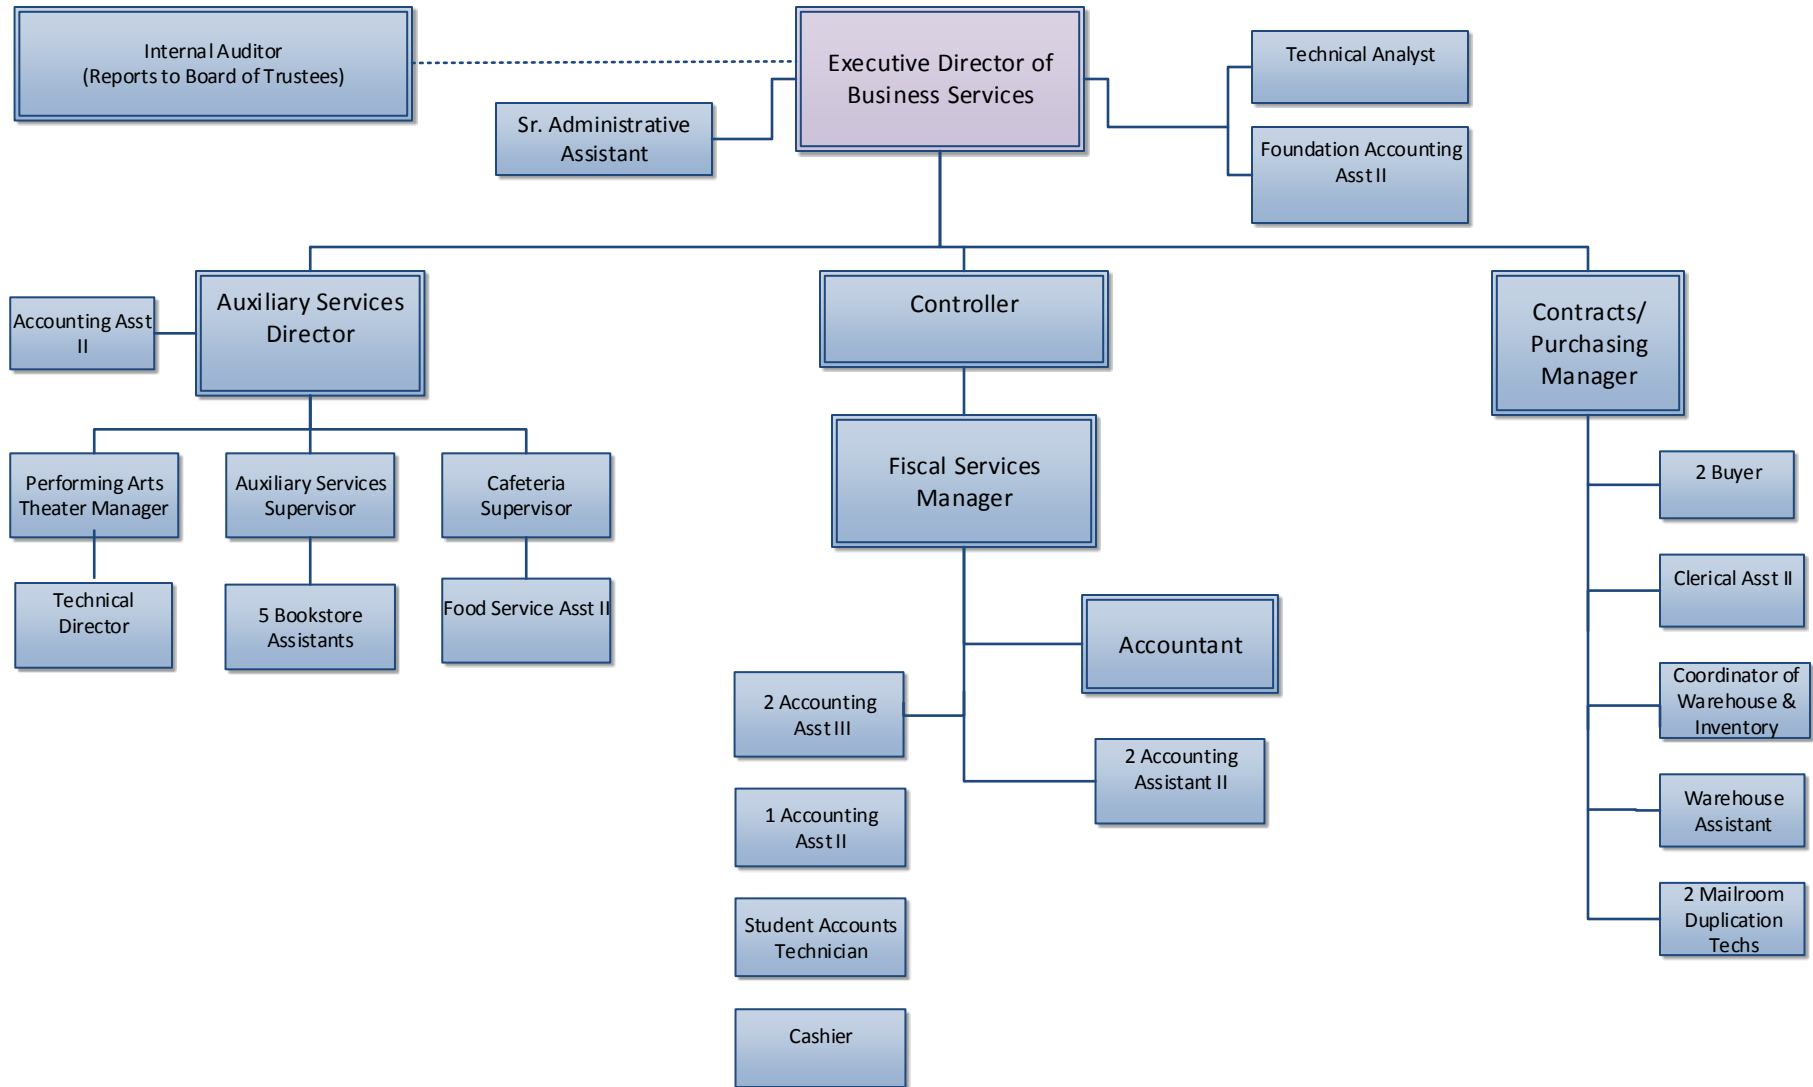 Internal Auditor
(Reports to Board of Trustees)
Executive Director of
Business Services
Technical Analyst
Sr. Administrative
Assistant
Foundation Accounting
Asst II
Accounting Asst
II
Auxiliary Services
Director
Controller
Contracts/
Purchasing
Manager
Performing Arts
Theater Manager
Auxiliary Services
Supervisor
Cafeteria
Supervisor
Fiscal Services
Manager
2 Buyer
Technical
Director
5 Bookstore
Assistants
Food Service Asst II
Clerical Asst II
Accountant
2 Accounting
Asst III
Coordinator of
Warehouse &
Inventory
2 Accounting
Assistant II
1 Accounting
Asst II
Warehouse
Assistant
Student Accounts
Technician
2 Mailroom
Duplication
Techs
Cashier